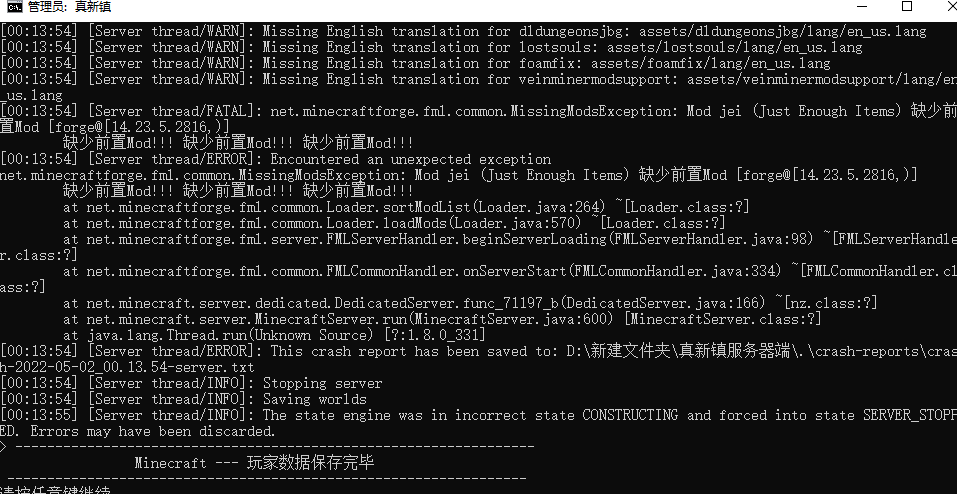 管理员: 真新镇
[00:13:54] [Server thread/WARN]: Missing English translation for dldungeonsjbg: assets/dldungeonsjbg/lang/en_us.lang
[00:13:54] [Server thread/WARN]: Missing English translation for lostsouls: assets/lostsouls/lang/en_us.lang
[00:13:54] [Server thread/WARN]: Missing English translation for foamfix: assets/foamfix/lang/en_us.lang
[00:13:54] [Server thread/WARN]: Missing English translation for veinminermodsupport: assets/veinminermodsupport/lang/en
_us.lang
[00:13:54] [Server thread/FATAL]: net.minecraftforge.fml.common.MissingModsException: Mod jei (Just Enough Items) 缺少前
置Mod [forge@[14.23.5.2816,)]
缺少前置Mod!!! 缺少前置Mod!!! 缺少前置Mod!!!
[00:13:54] [Server thread/ERROR]: Encountered an unexpected exception
net.minecraftforge.fml.common.MissingModsException: Mod jei (Just Enough Items) 缺少前置Mod [forge@[14.23.5.2816,)]
缺少前置Mod!!! 缺少前置Mod!!! 缺少前置Mod!!!
at net.minecraftforge.fml.common.Loader.sortModList(Loader.java:264) ~[Loader.class:?]
at net.minecraftforge.fml.common.Loader.loadMods(Loader.java:570) ~[Loader.class:?]
at net.minecraftforge.fml.server.FMLServerHandler.beginServerLoading(FMLServerHandler.java:98) ~[FMLServerHandle
r.class:?]
at net.minecraftforge.fml.common.FMLCommonHandler.onServerStart(FMLCommonHandler.java:334) ~[FMLCommonHandler.cl
ass:?]
at net.minecraft.server.dedicated.DedicatedServer.func_71197_b(DedicatedServer.java:166) ~[nz.class:?]
at net.minecraft.server.MinecraftServer.run(MinecraftServer.java:600) [MinecraftServer.class:?]
at java.lang.Thread.run(Unknown Source) [?:1.8.0_331]
[00:13:54] [Server thread/ERROR]: This crash report has been saved to: D:\新建文件夹\真新镇服务器端\.\crash-reports\cras
h-2022-05-02_00.13.54-server.txt
[00:13:54] [Server thread/INFO]: Stopping server
[00:13:54] [Server thread/INFO]: Saving worlds
[00:13:55] [Server thread/INFO]: The state engine was in incorrect state CONSTRUCTING and forced into state SERVER_STOPP
ED. Errors may have been discarded.
> -------------------------------------------------------
Minecraft --- 玩家数据保存完毕
-------------------------------------------------------
请按任意键继续